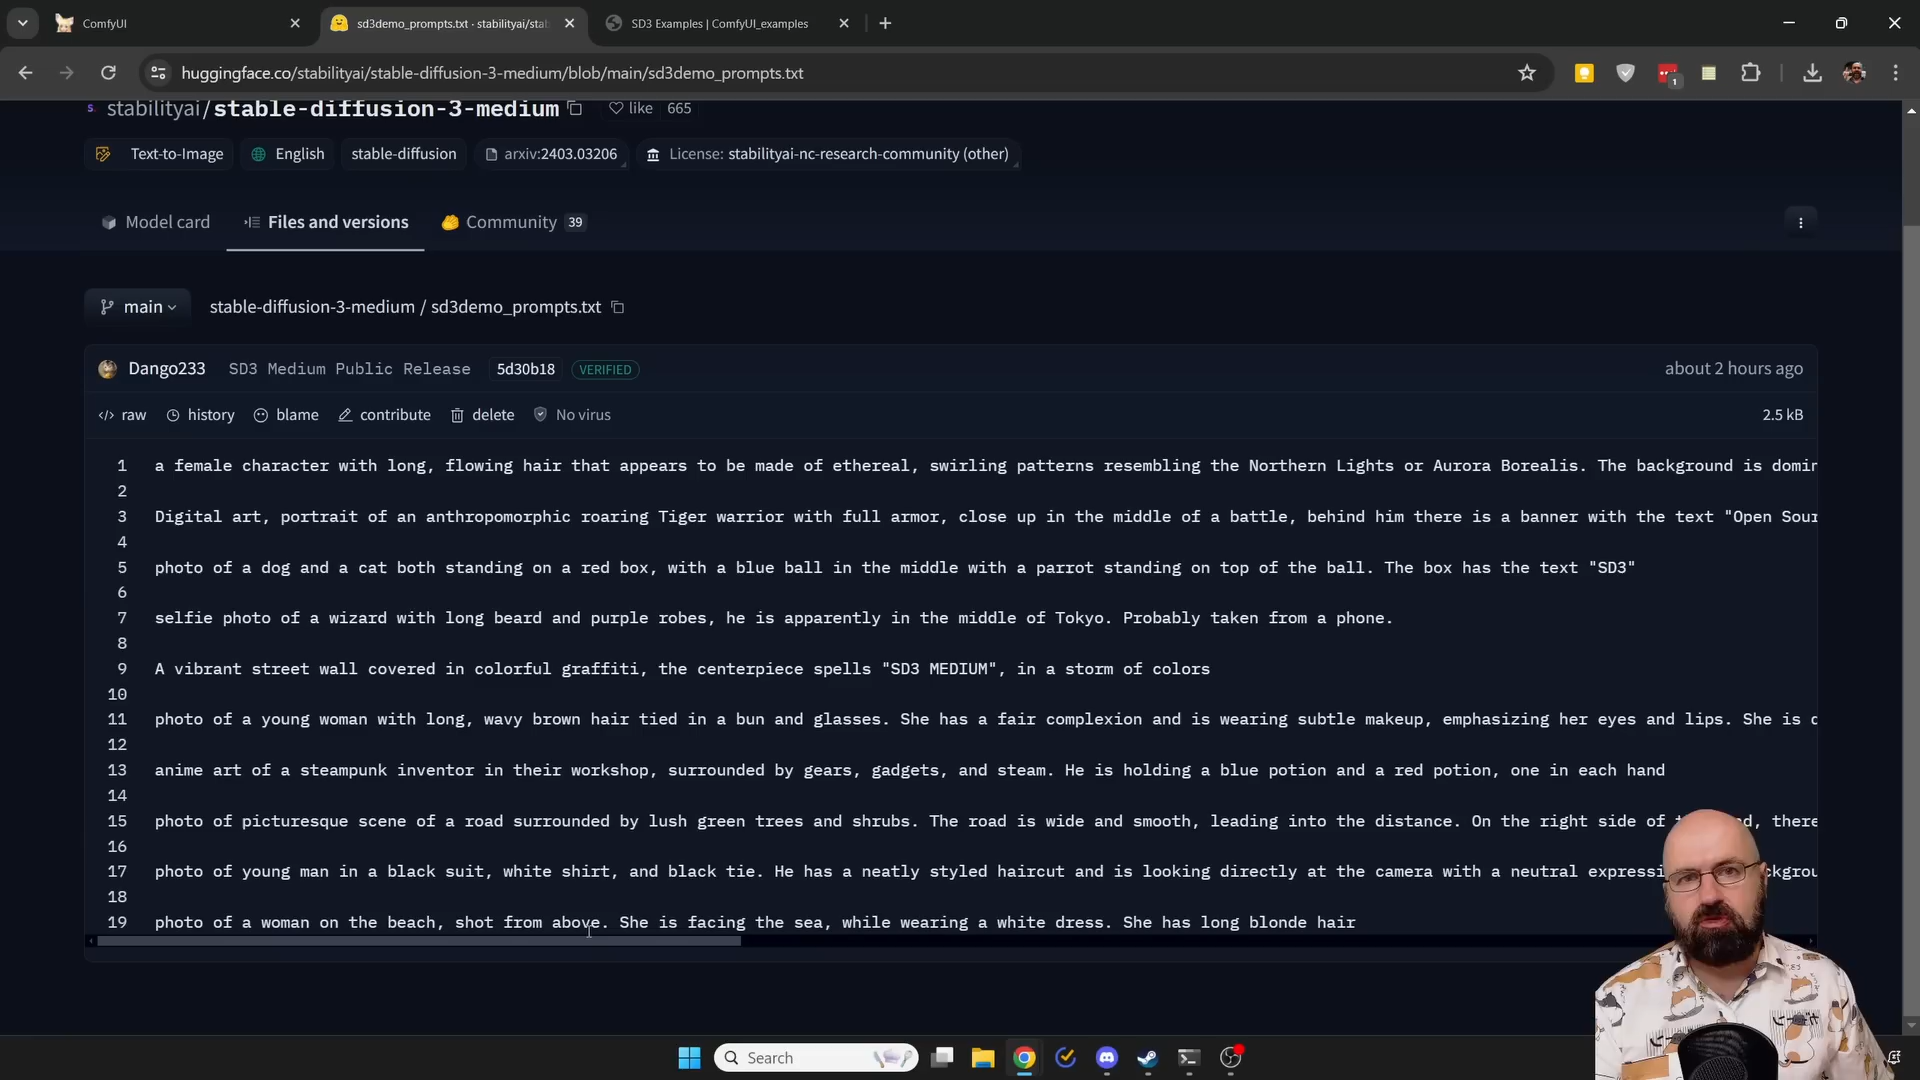 ComfyUI
sd3demo_prompts.txt · stabilityai/sta
SD3 Examples | ComfyUI_examples
huggingface.co/stabilityai/stable-diffusion-3-medium/blob/main/sd3demo_prompts.txt
1
stabilityai/stable-diffusion-3-medium like 665
Text-to-Image English stable-diffusion arxiv:2403.03206 License: stabilityai-nc-research-community (other)
Model card Files and versions Community 39
main stable-diffusion-3-medium / sd3demo_prompts.txt
Dango233 SD3 Medium Public Release 5d30b18 VERIFIED about 2 hours ago
</> raw history blame contribute delete No virus 2.5 kB
1 a female character with long, flowing hair that appears to be made of ethereal, swirling patterns resembling the Northern Lights or Aurora Borealis. The background is domin
2
3 Digital art, portrait of an anthropomorphic roaring Tiger warrior with full armor, close up in the middle of a battle, behind him there is a banner with the text "Open Sour
4
5 photo of a dog and a cat both standing on a red box, with a blue ball in the middle with a parrot standing on top of the ball. The box has the text "SD3"
6
7 selfie photo of a wizard with long beard and purple robes, he is apparently in the middle of Tokyo. Probably taken from a phone.
8
9 A vibrant street wall covered in colorful graffiti, the centerpiece spells "SD3 MEDIUM", in a storm of colors
10
11 photo of a young woman with long, wavy brown hair tied in a bun and glasses. She has a fair complexion and is wearing subtle makeup, emphasizing her eyes and lips. She is d
12
13 anime art of a steampunk inventor in their workshop, surrounded by gears, gadgets, and steam. He is holding a blue potion and a red potion, one in each hand
14
15 photo of picturesque scene of a road surrounded by lush green trees and shrubs. The road is wide and smooth, leading into the distance. On the right side of t nd, there
16
17 photo of young man in a black suit, white shirt, and black tie. He has a neatly styled haircut and is looking directly at the camera with a neutral expressi ckgrou
18
19 photo of a woman on the beach, shot from above. She is facing the sea, while wearing a white dress. She has long blonde hair
Search